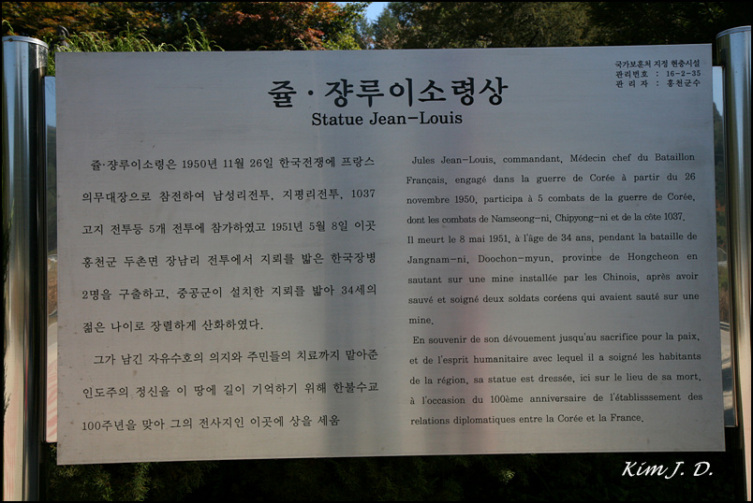 국가보훈처 지정 현충시설
관리번호 : 16-2-35
관 리 자 : 홍천군수
쥴·쟝루이소령상
Statue Jean-Louis
쥴·쟝루이소령은 1950년 11월 26일 한국전쟁에 프랑스
의무대장으로 참전하여 남성리전투, 지평리전투, 1037
고지 전투등 5개 전투에 참가하였고 1951년 5월 8일 이곳
홍천군 두촌면 장남리 전투에서 지뢰를 밟은 한국장병
2명을 구출하고, 중공군이 설치한 지뢰를 밟아 34세의
젊은 나이로 장렬하게 산화하였다.
그가 남긴 자유수호의 의지와 주민들의 치료까지 맡아준
인도주의 정신을 이 땅에 길이 기억하기 위해 한불수교
100주년을 맞아 그의 전사지인 이곳에 상을 세움
Jules Jean-Louis, commandant, Médecin chef du Bataillon
Français, engagé dans la guerre de Corée à partir du 26
novembre 1950, participa à 5 combats de la guerre de Corée,
dont les combats de Namseong-ni, Chipyong-ni et de la côte 1037.
Il meurt le 8 mai 1951, à l'âge de 34 ans, pendant la bataille de
Jangnam-ni, Doochon-myun, province de Hongcheon en
sautant sur une mine installée par les Chinois, après avoir
sauvé et soigné deux soldats coréens qui avaient sauté sur une
mine.
En souvenir de son dévouement jusqu'au sacrifice pour la paix,
et de l'esprit humanitaire avec lequel il a soigné les habitants
de la région, sa statue est dressée, ici sur le lieu de sa mort,
à l'occasion du 100ème anniversaire de l'établisssement des
relations diplomatiques entre la Corée et la France.
Kim J. D.